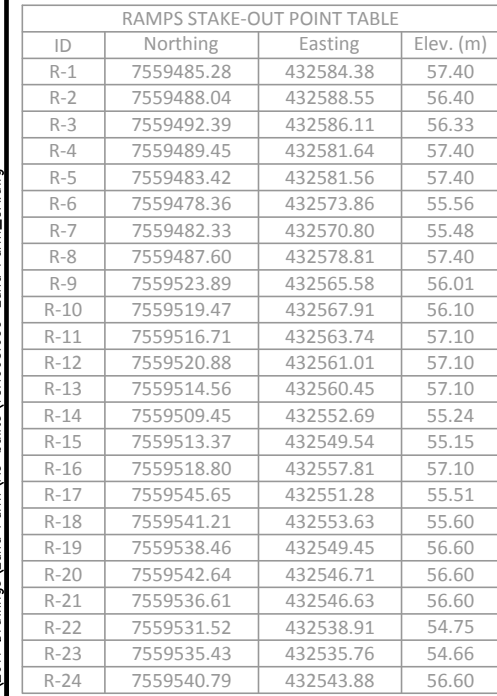 RAMPS STAKE-OUT POINT TABLE
ID Northing Easting Elev. (m)
R-1 7559485.28 432584.38 57.40
R-2 7559488.04 432588.55 56.40
R-3 7559492.39 432586.11 56.33
R-4 7559489.45 432581.64 57.40
R-5 7559483.42 432581.56 57.40
R-6 7559478.36 432573.86 55.56
R-7 7559482.33 432570.80 55.48
R-8 7559487.60 432578.81 57.40
R-9 7559523.89 432565.58 56.01
R-10 7559519.47 432567.91 56.10
R-11 7559516.71 432563.74 57.10
R-12 7559520.88 432561.01 57.10
R-13 7559514.56 432560.45 57.10
R-14 7559509.45 432552.69 55.24
R-15 7559513.37 432549.54 55.15
R-16 7559518.80 432557.81 57.10
R-17 7559545.65 432551.28 55.51
R-18 7559541.21 432553.63 55.60
R-19 7559538.46 432549.45 56.60
R-20 7559542.64 432546.71 56.60
R-21 7559536.61 432546.63 56.60
R-22 7559531.52 432538.91 54.75
R-23 7559535.43 432535.76 54.66
R-24 7559540.79 432543.88 56.60